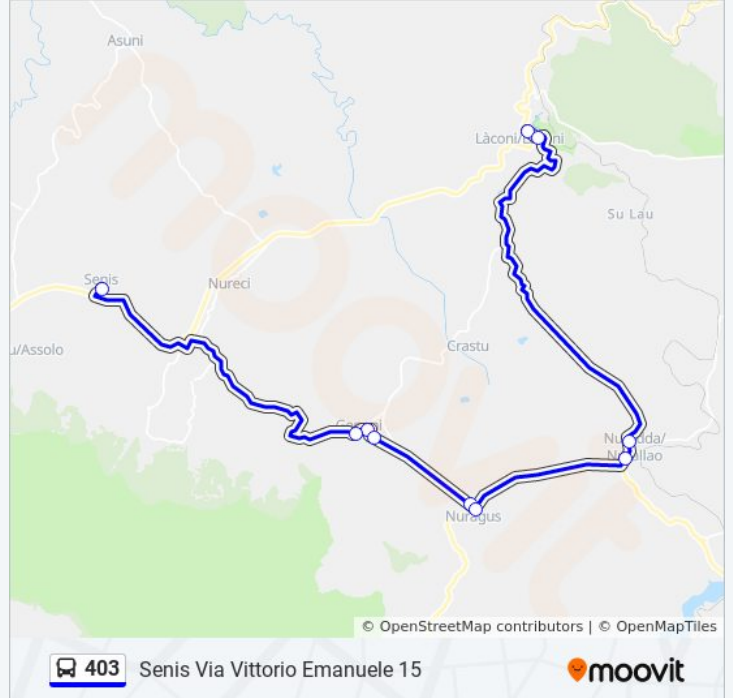 Asuni
Làconi/
Su Lau
Senis
Nureci
u/Assolo
Crastu
Nuragus
© OpenStreetMap contributors | © OpenMapTiles
403 Senis Via Vittorio Emanuele 15
moovit
moovit